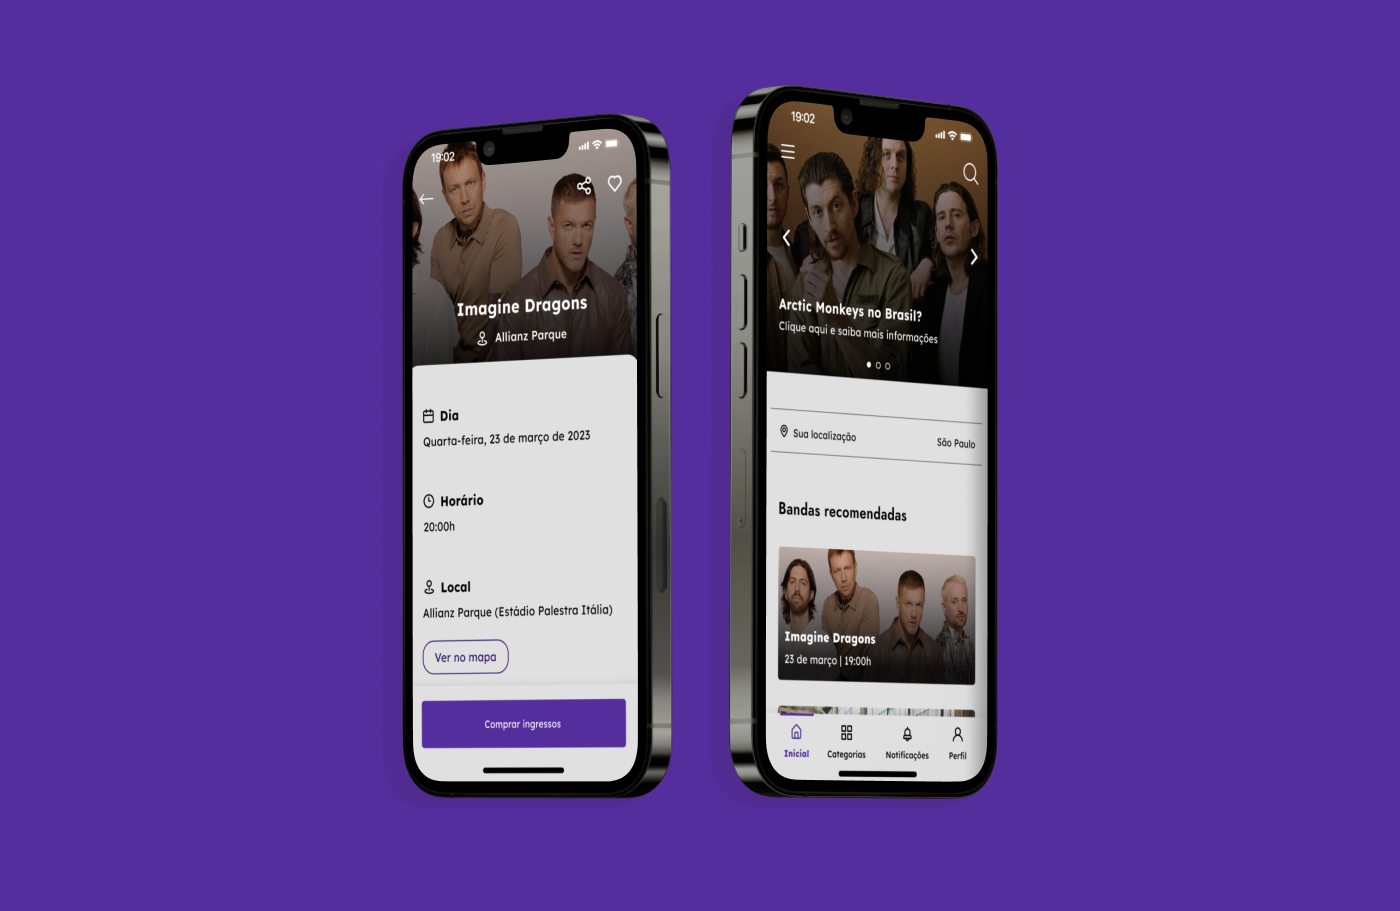 19:02
Imagine Dragons
Allianz Parque
Dia
Quarta-feira, 23 de março de 2023
Horário
20:00h
Local
Allianz Parque (Estádio Palestra Itália)
Ver no mapa
Comprar ingressos
19:02
Arctic Monkeys no Brasil?
Clique aqui e saiba mais informações
Sua localização
São Paulo
Bandas recomendadas
Imagine Dragons
23 de março | 19:00h
Inicial
Categorias
Notificações
Perfil